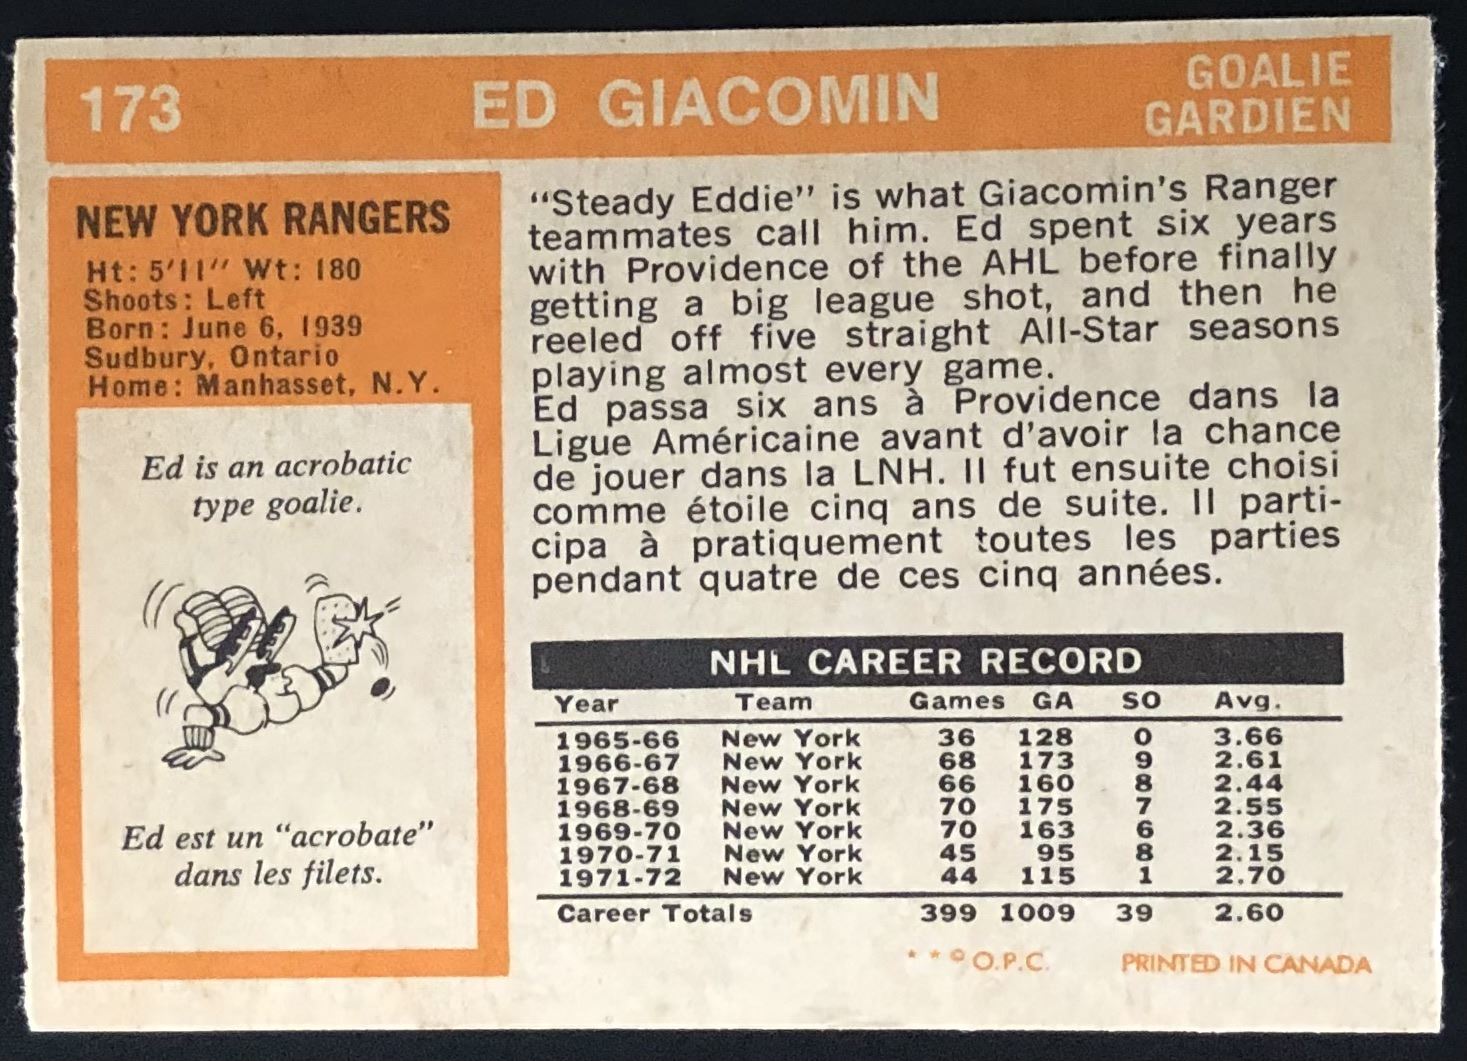 173 ED GIACOMIN GOALIE
GARDIEN
NEW YORK RANGERS
Ht: 5'11" Wt: 180
Shoots: Left
Born: June 6, 1939
Sudbury, Ontario
Home: Manhasset, N.Y.
Ed is an acrobatic
type goalie.
Ed est un "acrobate"
dans les filets.
"Steady Eddie" is what Giacomin's Ranger
teammates call him. Ed spent six years
with Providence of the AHL before finally
getting a big league shot, and then he
reeled off five straight All-Star seasons
playing almost every game.
Ed passa six ans à Providence dans la
Ligue Américaine avant d'avoir la chance
de jouer dans la LNH. Il fut ensuite choisi
comme étoile cinq ans de suite. Il parti-
cipa à pratiquement toutes les parties
pendant quatre de ces cinq années.
NHL CAREER RECORD
Year Team Games GA SO Avg.
1965-66 New York 36 128 0 3.66
1966-67 New York 68 173 9 2.61
1967-68 New York 66 160 8 2.44
1968-69 New York 70 175 7 2.55
1969-70 New York 70 163 6 2.36
1970-71 New York 45 95 8 2.15
1971-72 New York 44 115 1 2.70
Career Totals 399 1009 39 2.60
* * © O.P.C. PRINTED IN CANADA